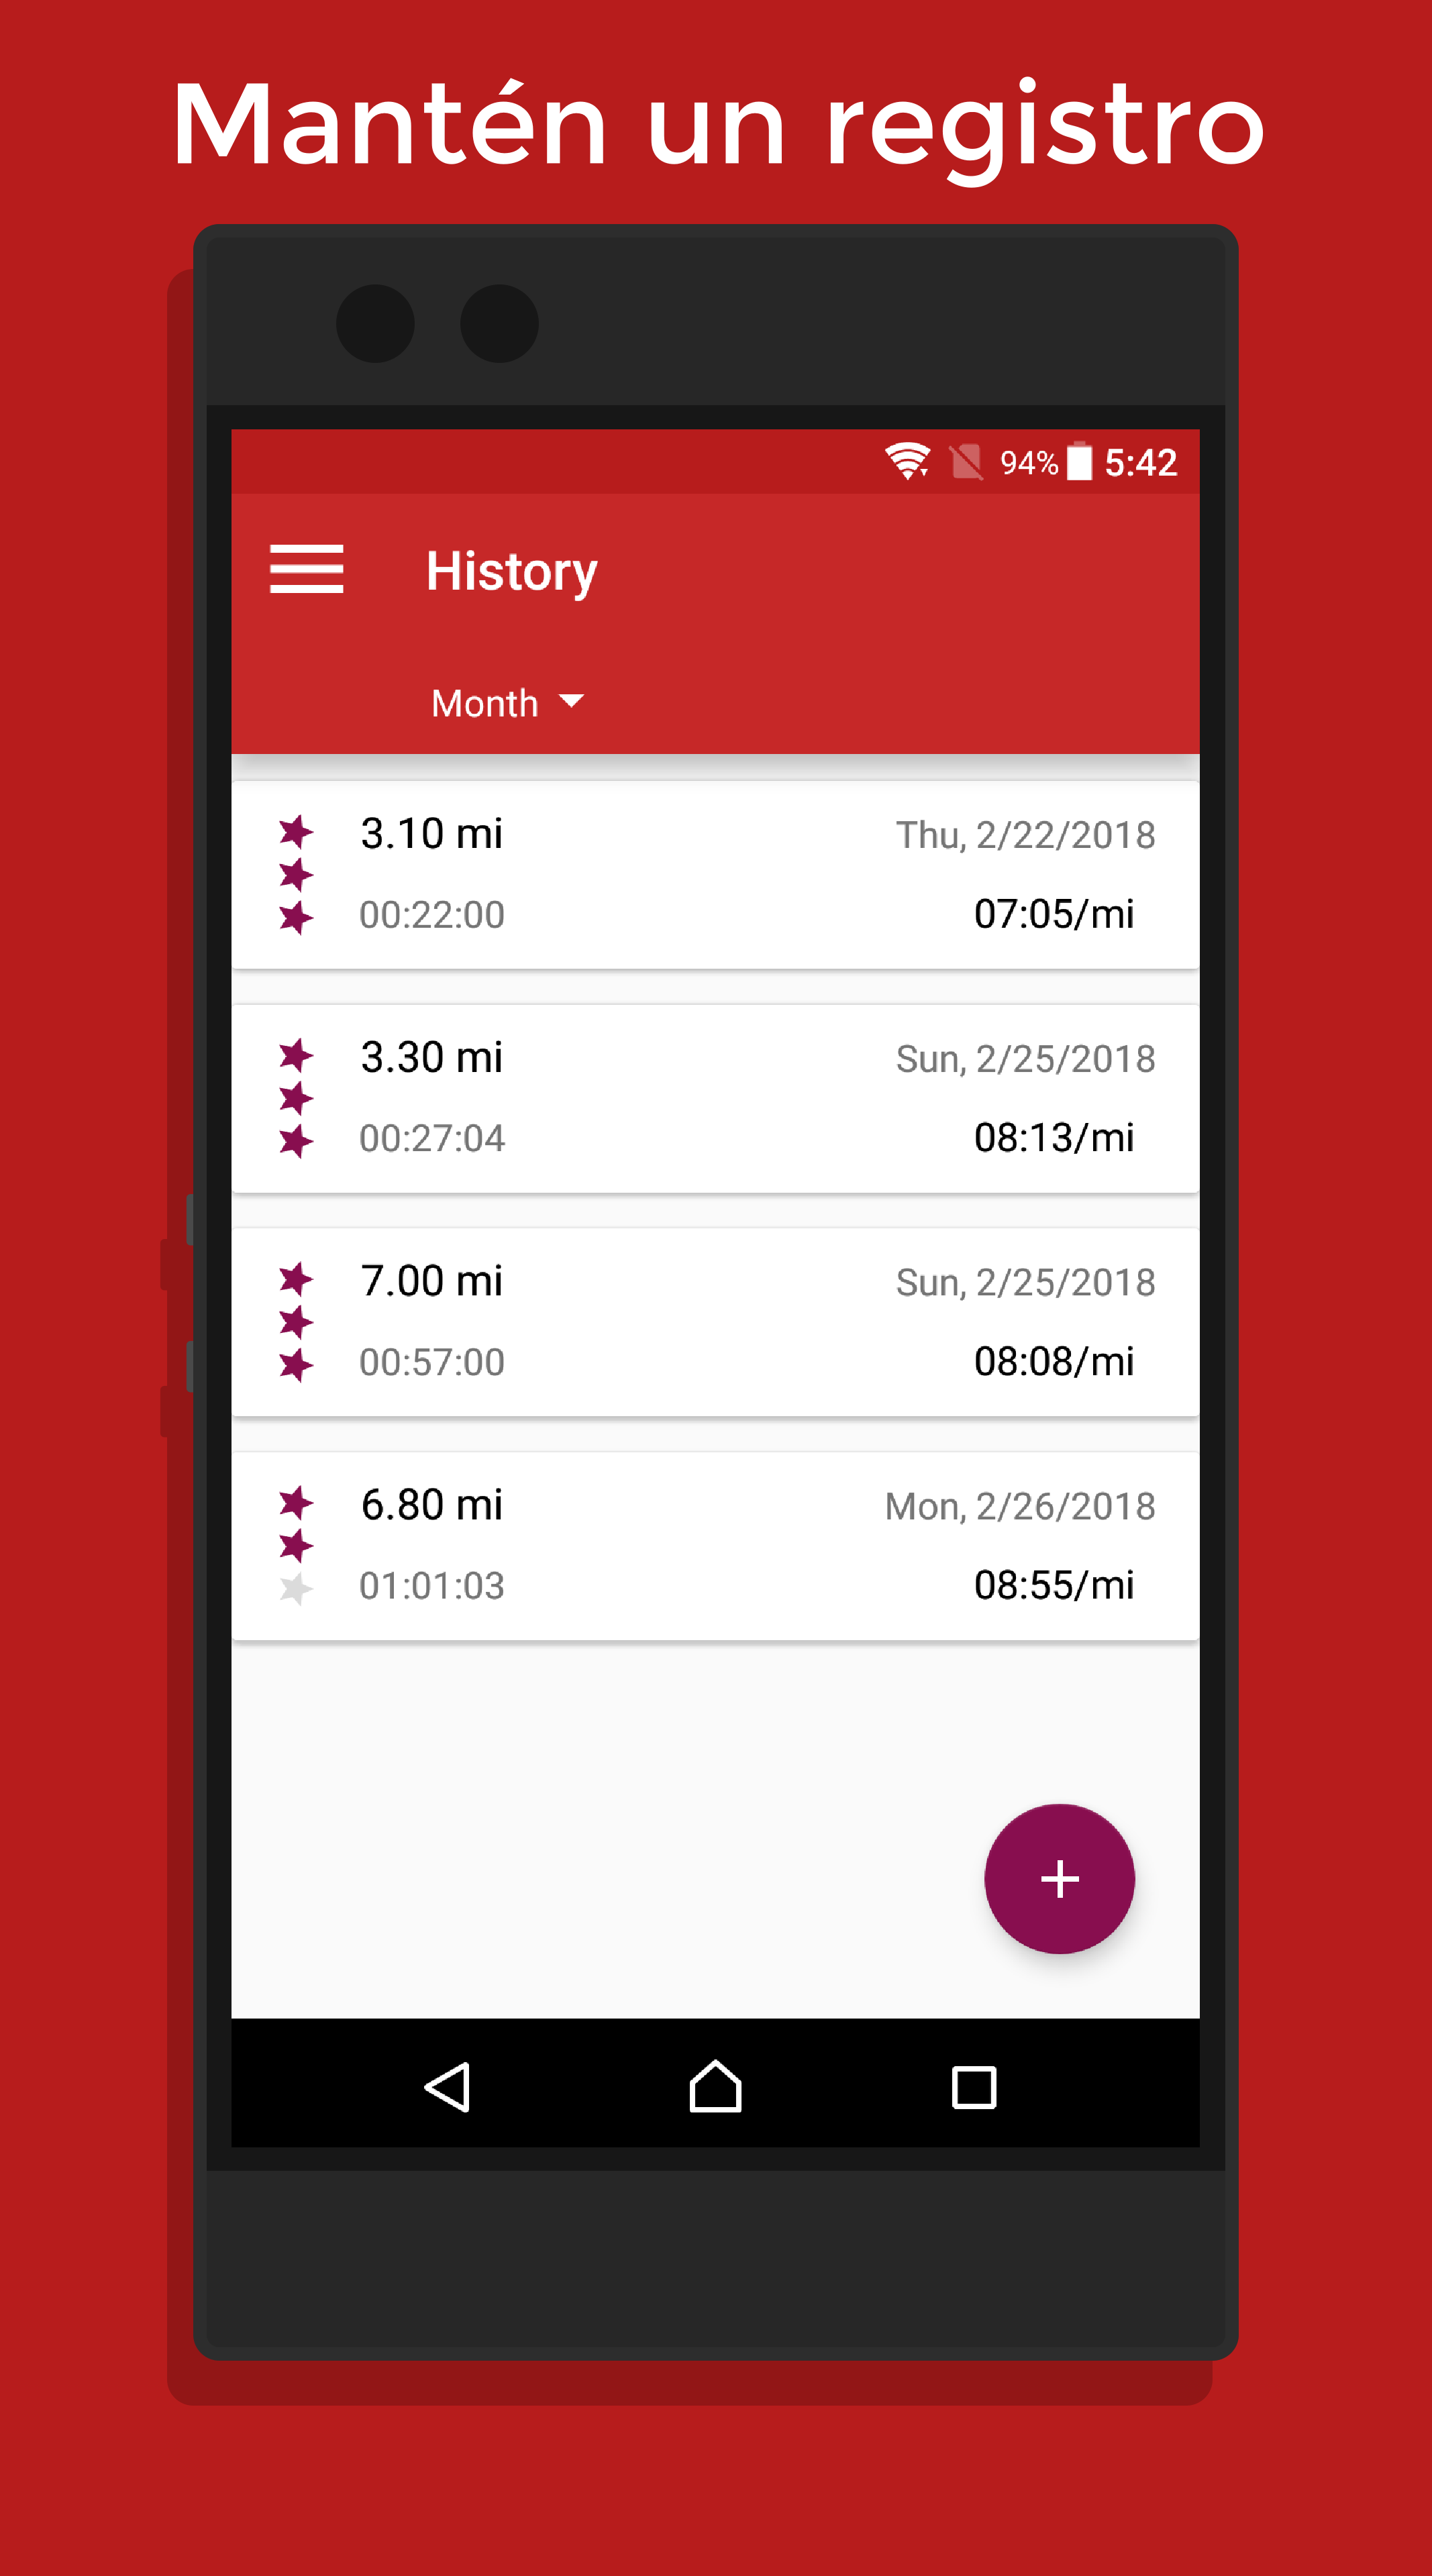 Mantén un registro
94% 5:42
History
Month
3.10 mi Thu, 2/22/2018
00:22:00 07:05/mi
3.30 mi Sun, 2/25/2018
00:27:04 08:13/mi
7.00 mi Sun, 2/25/2018
00:57:00 08:08/mi
6.80 mi Mon, 2/26/2018
01:01:03 08:55/mi
+